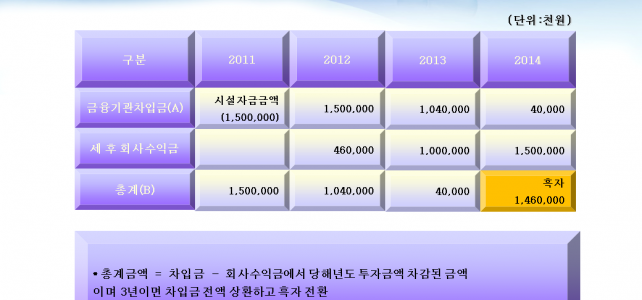 (단위:천원)
구분 2011 2012 2013 2014
금융기관차입금(A) 시설자금금액 (1,500,000) 1,500,000 1,040,000 40,000
세 후 회사수익금 460,000 1,000,000 1,500,000
총계(B) 1,500,000 1,040,000 40,000 흑자 1,460,000
•총계금액 = 차입금 – 회사수익금에서 당해년도 투자금액 차감된 금액
이며 3년이면 차입금 전액 상환하고 흑자 전환